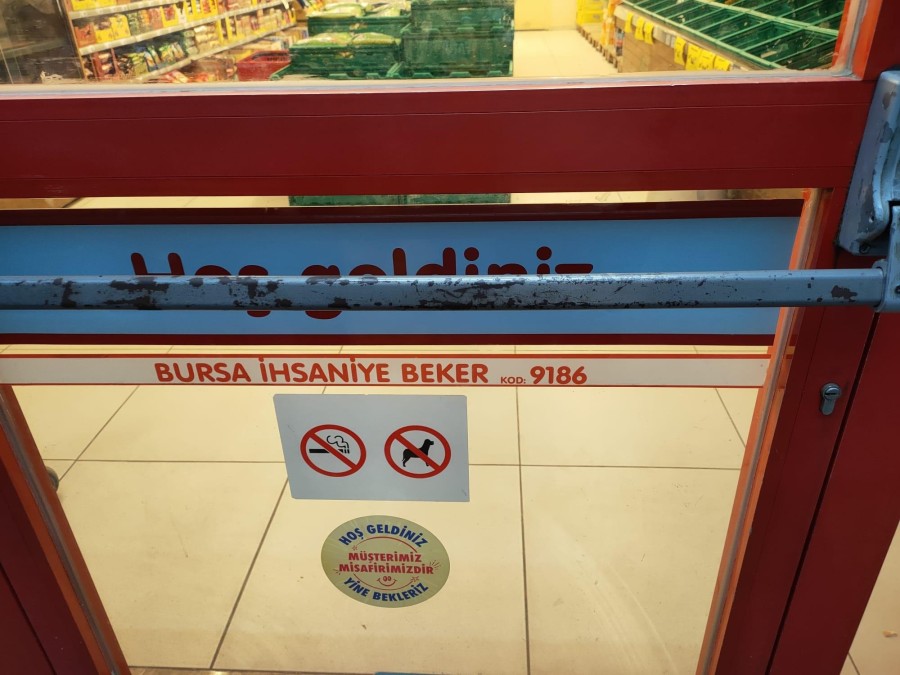 Hoş geldiniz
BURSA İHSANİYE BEKER KOD: 9186
HOŞ GELDİNİZ
MÜŞTERİMİZ
MİSAFİRİMİZDİR
YİNE BEKLERİZ